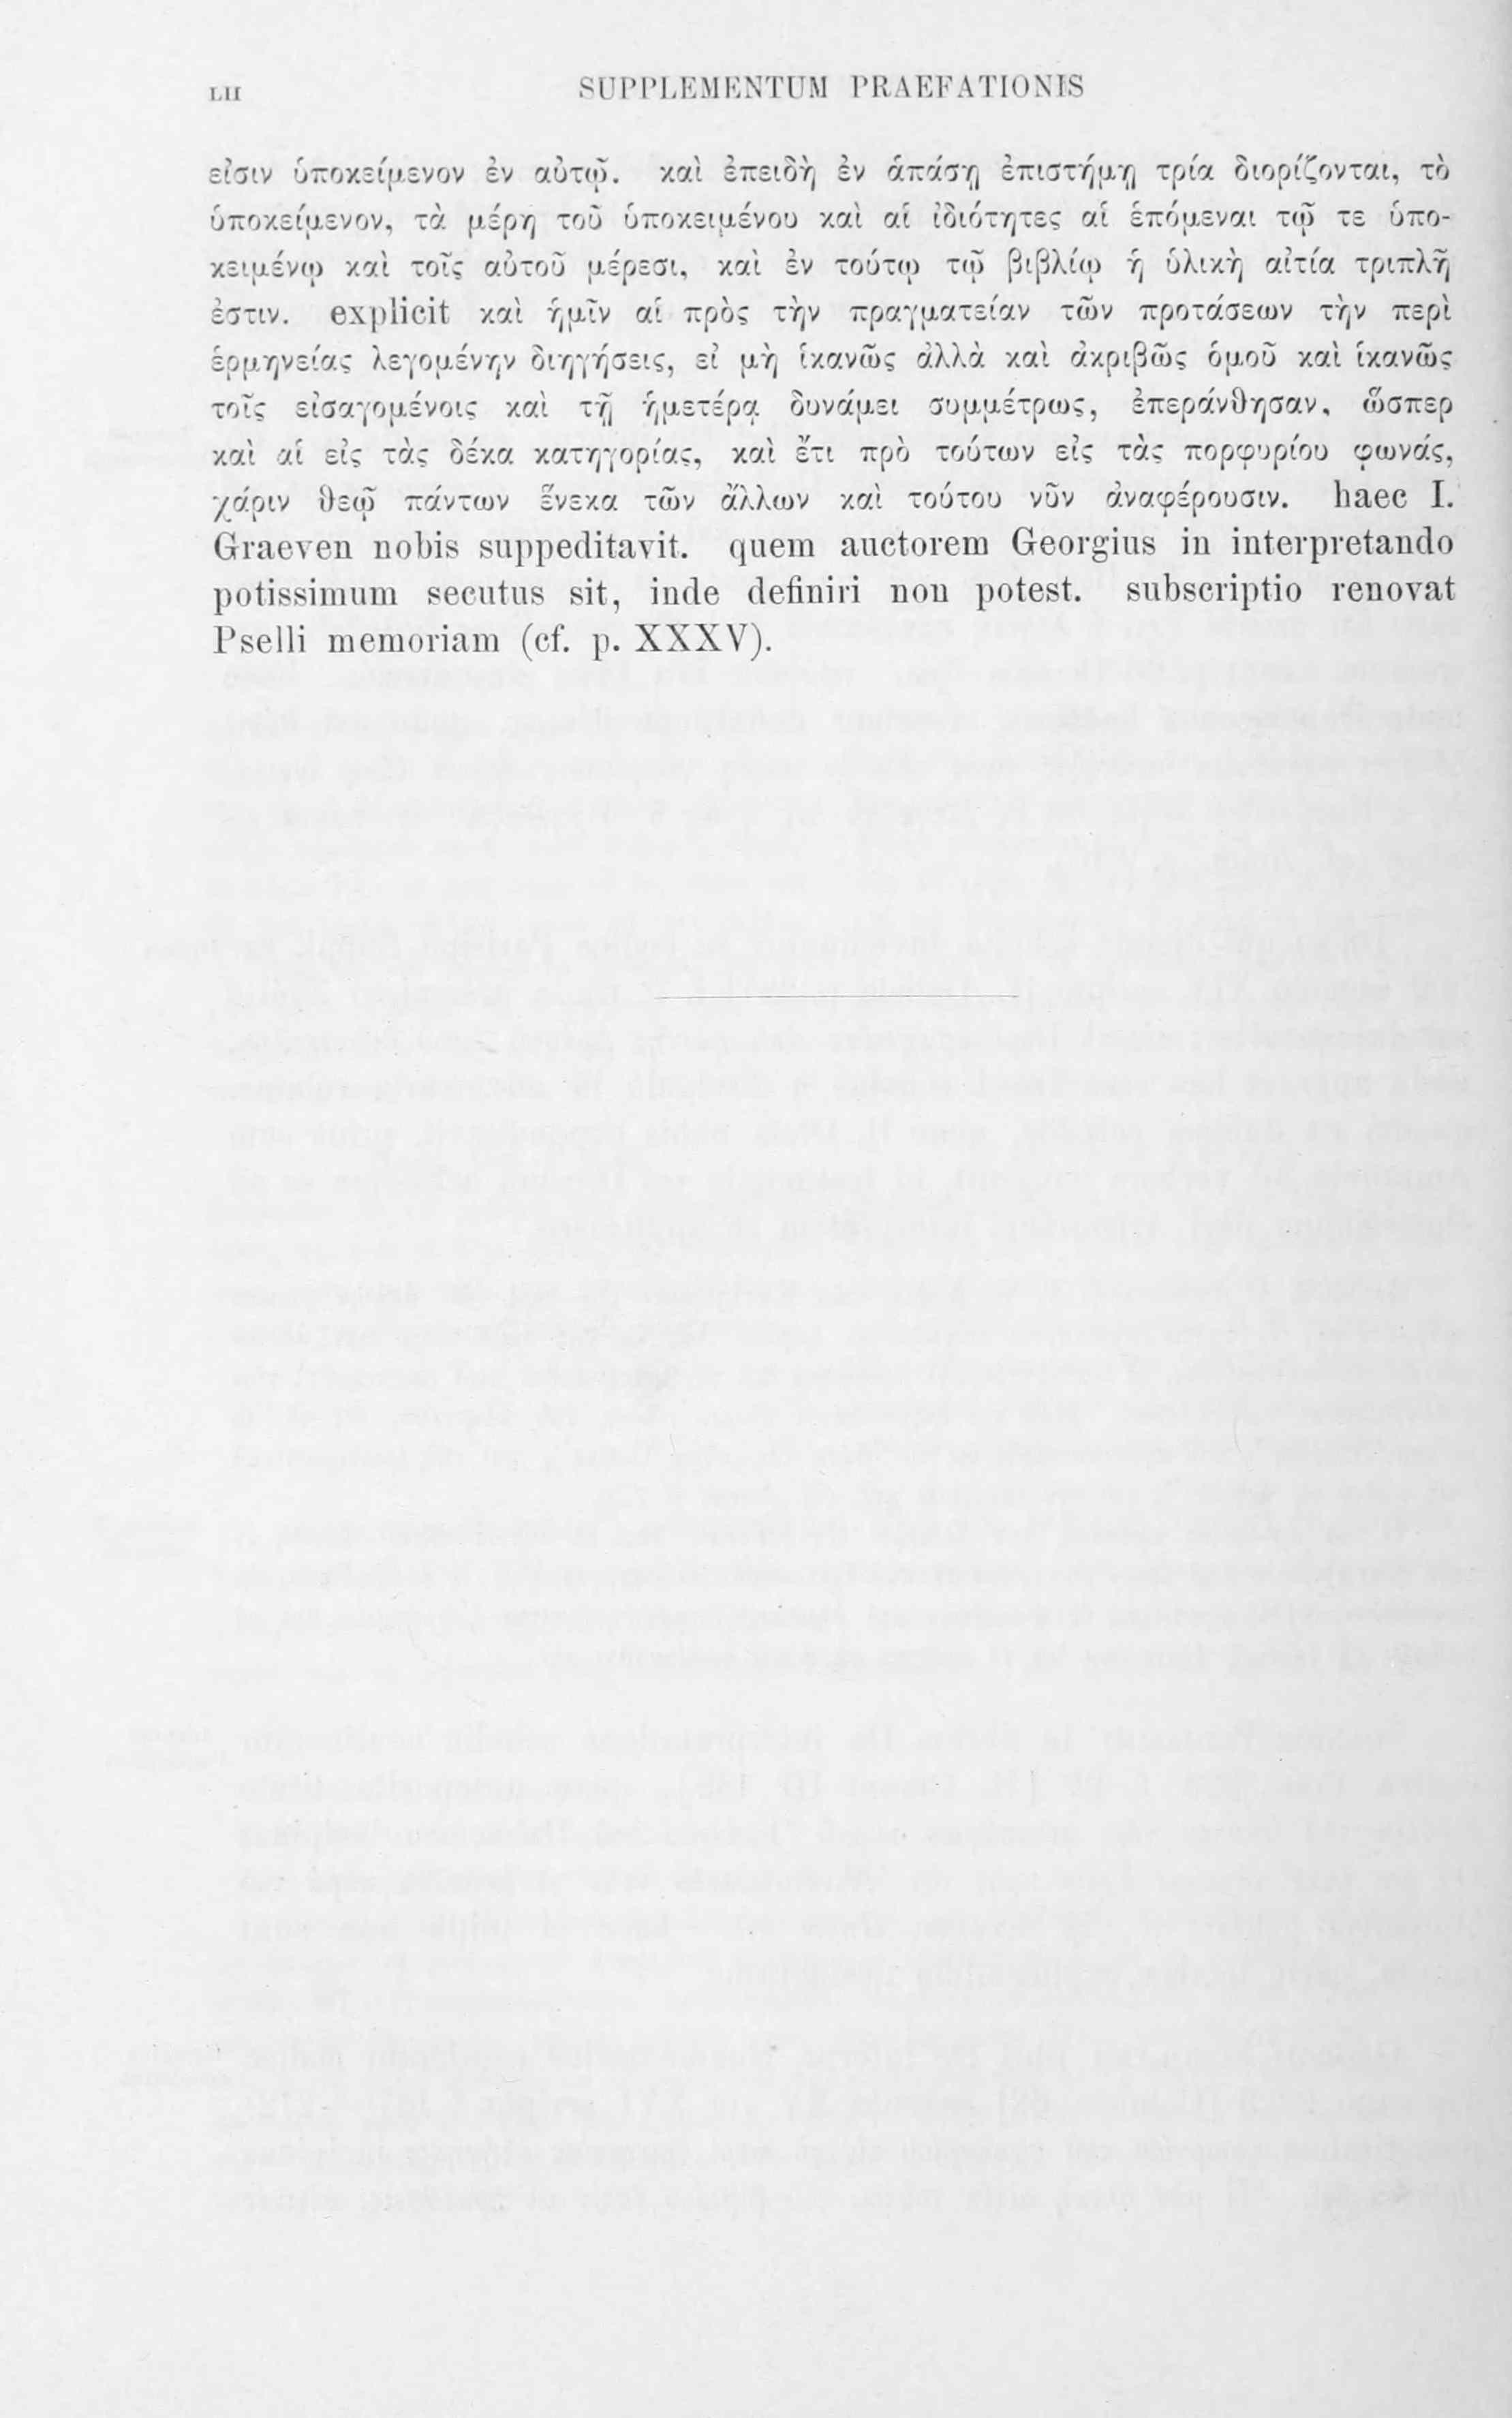 LII SUPPLEMENTUM PRAEFATIONIS
εἰσιν ὑποκείμενον ἐν αὐτῷ. καὶ ἐπειδὴ ἐν ἁπάσῃ ἐπιστήμῃ τρία διορίζονται, τὸ
ὑποκείμενον, τὰ μέρη τοῦ ὑποκειμένου καὶ αἱ ἰδιότητες αἱ ἑπόμεναι τῷ τε ὑπο-
κειμένῳ καὶ τοῖς αὐτοῦ μέρεσι, καὶ ἐν τούτῳ τῷ βιβλίῳ ἡ ὑλικὴ αἰτία τριπλῆ
ἐστιν. explicit καὶ ἡμῖν αἱ πρὸς τὴν πραγματείαν τῶν προτάσεων τὴν περὶ
ἑρμηνείας λεγομένην διηγήσεις, εἰ μὴ ἱκανῶς ἀλλὰ καὶ ἀκριβῶς ὁμοῦ καὶ ἱκανῶς
τοῖς εἰσαγομένοις καὶ τῇ ἡμετέρᾳ δυνάμει συμμέτρως, ἐπεράνθησαν, ὥσπερ
καὶ αἱ εἰς τὰς δέκα κατηγορίας, καὶ ἔτι πρὸ τούτων εἰς τὰς πορφυρίου φωνάς,
χάριν θεῷ πάντων ἕνεκα τῶν ἄλλων καὶ τούτου νῦν ἀναφέρουσιν. haec I.
Graeven nobis suppeditavit. quem auctorem Georgius in interpretando
potissimum secutus sit, inde definiri non potest. subscriptio renovat
Pselli memoriam (cf. p. XXXV).